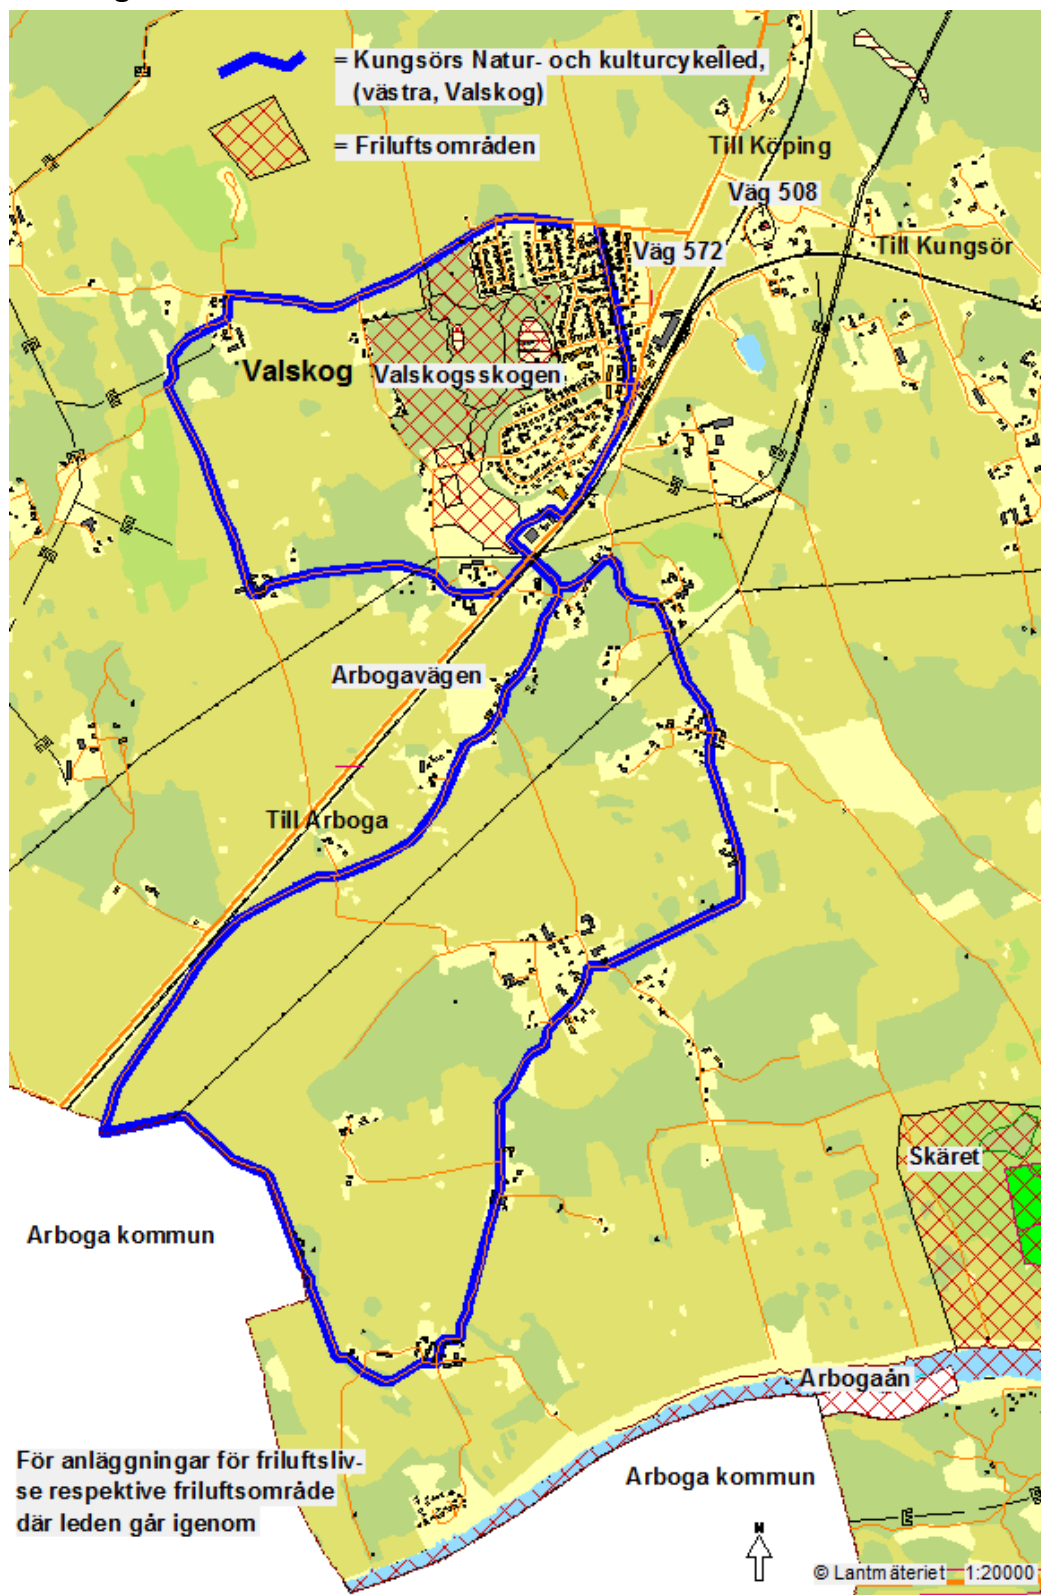 = Kungsörs Natur- och kulturcykelled,
(västra, Valskog)
= Friluftsområden
Till Köping
Väg 508
Väg 572
Till Kungsör
Valskog
Valskogsskogen
Arbogavägen
Till Arboga
Skäret
Arboga kommun
Arbogaån
För anläggningar för friluftsliv-
se respektive friluftsområde
där leden går igenom
Arboga kommun
N
© Lantmäteriet 1:20000